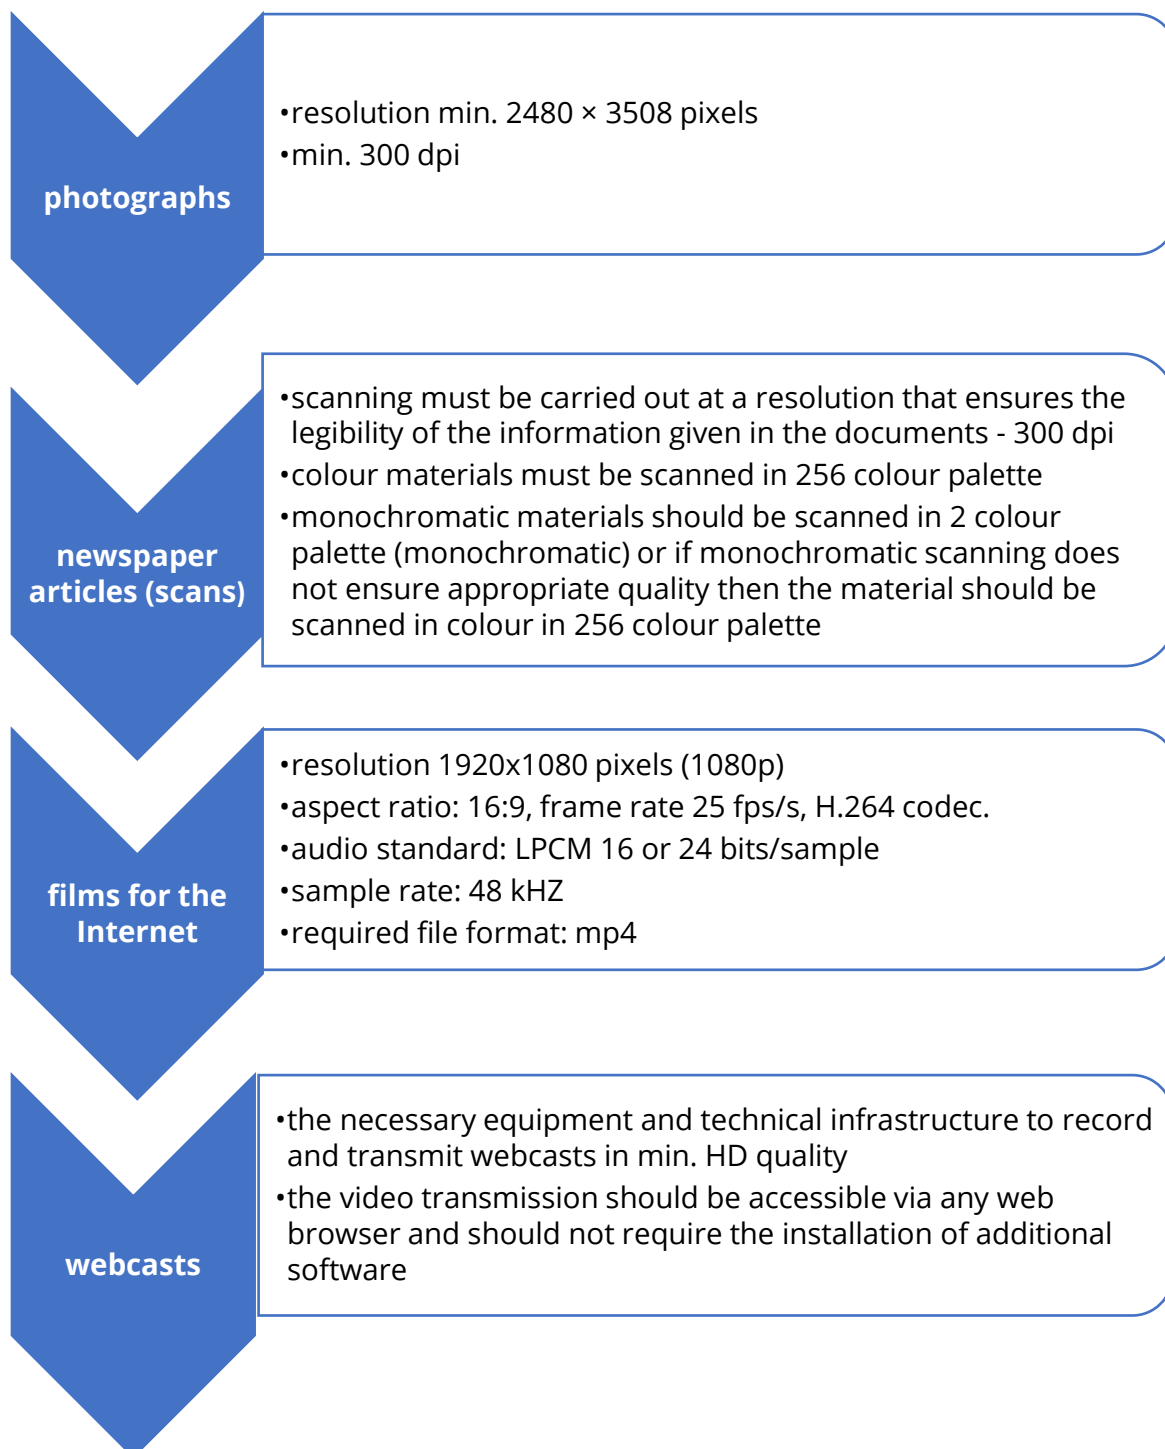 photographs
•resolution min. 2480 × 3508 pixels
•min. 300 dpi
newspaper
articles (scans)
•scanning must be carried out at a resolution that ensures the
legibility of the information given in the documents - 300 dpi
•colour materials must be scanned in 256 colour palette
•monochromatic materials should be scanned in 2 colour
palette (monochromatic) or if monochromatic scanning does
not ensure appropriate quality then the material should be
scanned in colour in 256 colour palette
films for the
Internet
•resolution 1920x1080 pixels (1080p)
•aspect ratio: 16:9, frame rate 25 fps/s, H.264 codec.
•audio standard: LPCM 16 or 24 bits/sample
•sample rate: 48 kHZ
•required file format: mp4
webcasts
•the necessary equipment and technical infrastructure to record
and transmit webcasts in min. HD quality
•the video transmission should be accessible via any web
browser and should not require the installation of additional
software